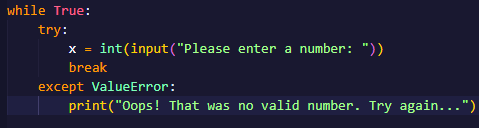 while True:
    try:
        x = int(input("Please enter a number: "))
        break
    except ValueError:
        print("Oops! That was no valid number. Try again...")